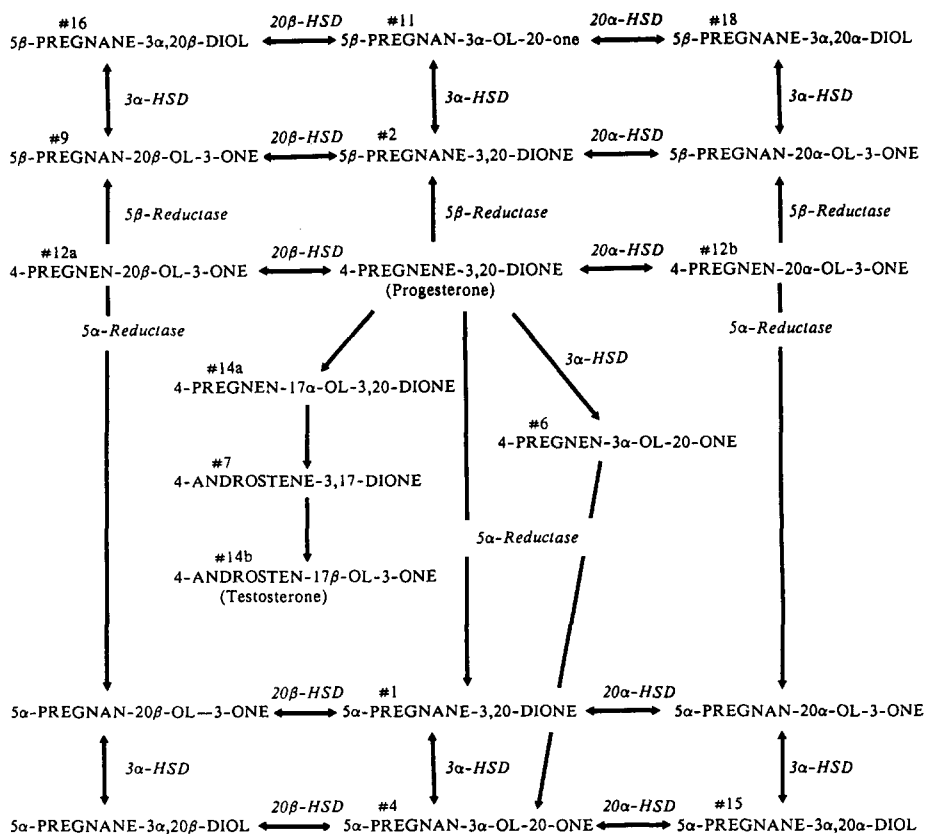 #16 20β-HSD #11 20α-HSD #18
5β-PREGNANE-3α,20β-DIOL 5β-PREGNAN-3α-OL-20-one 5β-PREGNANE-3α,20α-DIOL
3α-HSD 3α-HSD 3α-HSD
#9 20β-HSD #2 20α-HSD
5β-PREGNAN-20β-OL-3-ONE 5β-PREGNANE-3,20-DIONE 5β-PREGNAN-20α-OL-3-ONE
5β-Reductase 5β-Reductase 5β-Reductase
#12a 20β-HSD 20α-HSD #12b
4-PREGNEN-20β-OL-3-ONE 4-PREGNENE-3,20-DIONE 4-PREGNEN-20α-OL-3-ONE
(Progesterone)
5α-Reductase 5α-Reductase
3α-HSD
#14a
4-PREGNEN-17α-OL-3,20-DIONE
#6
4-PREGNEN-3α-OL-20-ONE
#7
4-ANDROSTENE-3,17-DIONE
5α-Reductase
#14b
4-ANDROSTEN-17β-OL-3-ONE
(Testosterone)
20β-HSD #1 20α-HSD
5α-PREGNAN-20β-OL—3-ONE 5α-PREGNANE-3,20-DIONE 5α-PREGNAN-20α-OL-3-ONE
3α-HSD 3α-HSD 3α-HSD
20β-HSD #4 20α-HSD #15
5α-PREGNANE-3α,20β-DIOL 5α-PREGNAN-3α-OL-20-ONE 5α-PREGNANE-3α,20α-DIOL